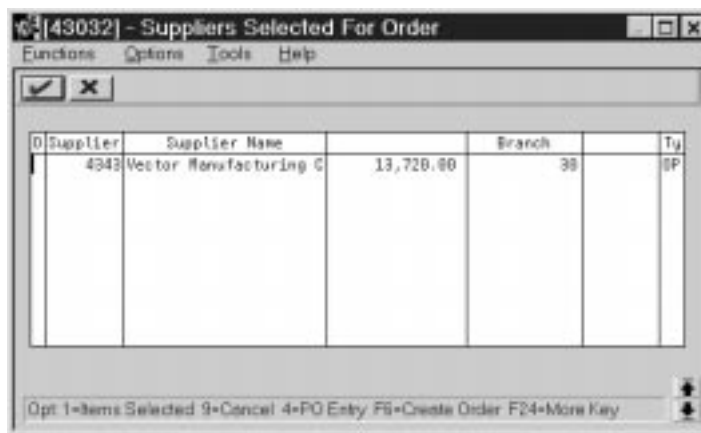 [43032] - Suppliers Selected For Order
Functions Options Tools Help
O Supplier Supplier Name Branch Ty
4343 Vector Manufacturing C 13,720.00 30 OP
Opt 1=Items Selected 9=Cancel 4=PO Entry F6=Create Order F24=More Key